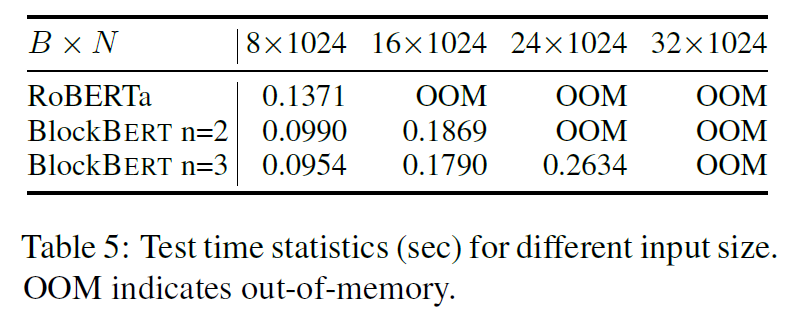 B × N 8×1024 16×1024 24×1024 32×1024
RoBERTa 0.1371 OOM OOM OOM
BlockBERT n=2 0.0990 0.1869 OOM OOM
BlockBERT n=3 0.0954 0.1790 0.2634 OOM
Table 5: Test time statistics (sec) for different input size.
OOM indicates out-of-memory.